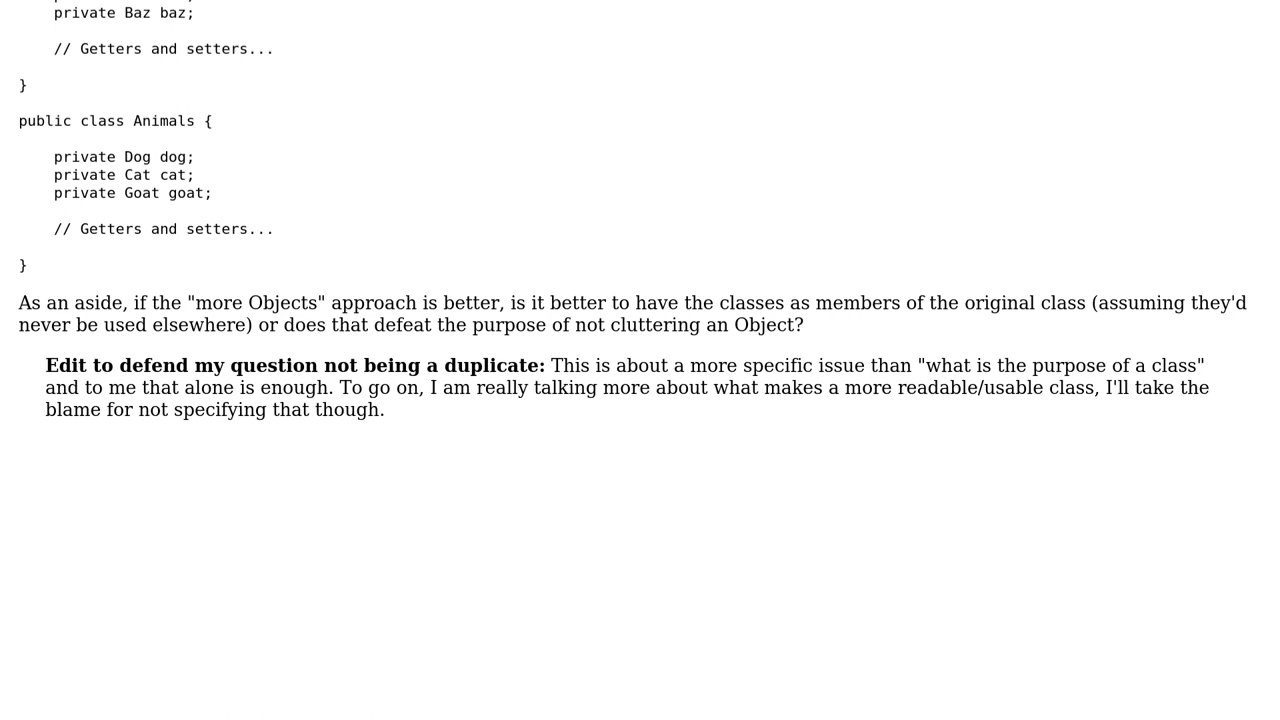 private Baz baz;
// Getters and setters...
}
public class Animals {
private Dog dog;
private Cat cat;
private Goat goat;
// Getters and setters...
}
As an aside, if the "more Objects" approach is better, is it better to have the classes as members of the original class (assuming they'd
never be used elsewhere) or does that defeat the purpose of not cluttering an Object?
Edit to defend my question not being a duplicate: This is about a more specific issue than "what is the purpose of a class"
and to me that alone is enough. To go on, I am really talking more about what makes a more readable/usable class, I'll take the
blame for not specifying that though.